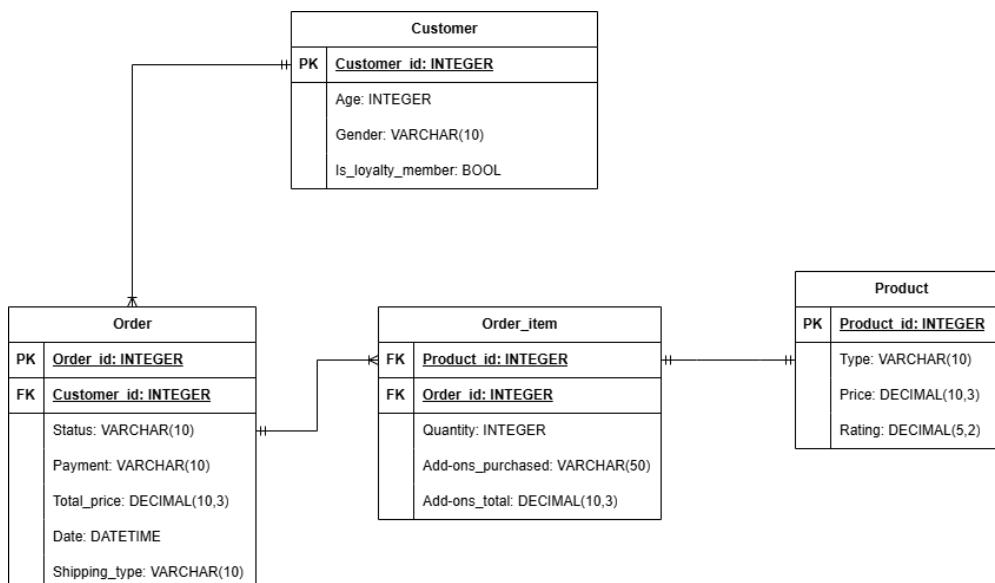 Customer
PK Customer_id: INTEGER
Age: INTEGER
Gender: VARCHAR(10)
Is_loyalty_member: BOOL
Order
PK Order_id: INTEGER
FK Customer_id: INTEGER
Status: VARCHAR(10)
Payment: VARCHAR(10)
Total_price: DECIMAL(10,3)
Date: DATETIME
Shipping_type: VARCHAR(10)
Order_item
FK Product_id: INTEGER
FK Order_id: INTEGER
Quantity: INTEGER
Add-ons_purchased: VARCHAR(50)
Add-ons_total: DECIMAL(10,3)
Product
PK Product_id: INTEGER
Type: VARCHAR(10)
Price: DECIMAL(10,3)
Rating: DECIMAL(5,2)